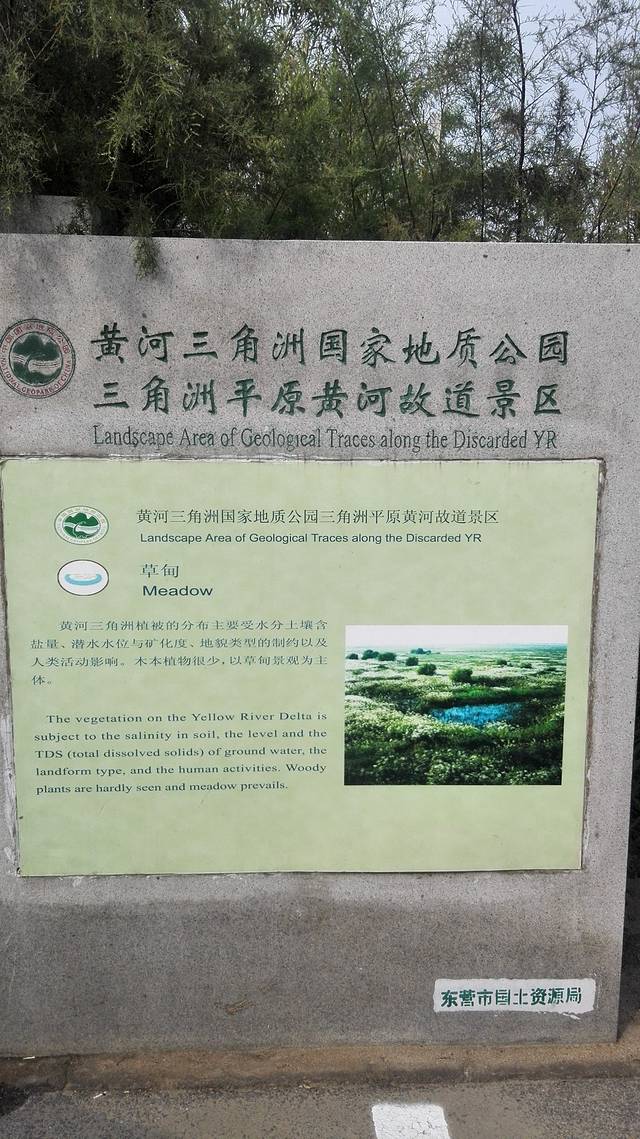 黄河三角洲国家地质公园
三角洲平原黄河故道景区
Landscape Area of Geological Traces along the Discarded YR
黄河三角洲国家地质公园三角洲平原黄河故道景区
Landscape Area of Geological Traces along the Discarded YR
草甸
Meadow
黄河三角洲植被的分布主要受水分土壤含
盐量、潜水水位与矿化度、地貌类型的制约以及
人类活动影响。木本植物很少，以草甸景观为主
体。
The vegetation on the Yellow River Delta is
subject to the salinity in soil, the level and the
TDS (total dissolved solids) of ground water, the
landform type, and the human activities. Woody
plants are hardly seen and meadow prevails.
东营市国土资源局